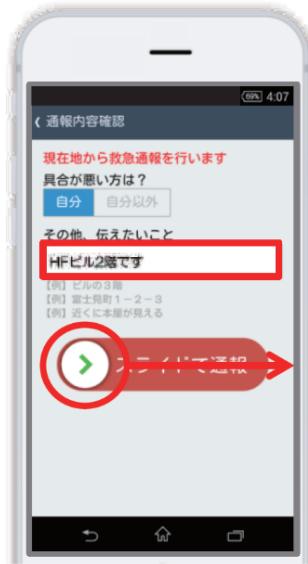 69% 4:07
通報内容確認
現在地から救急通報を行います
具合が悪い方は？
自分 自分以外
その他、伝えたいこと
HFビル2階です
【例】ビルの3階
【例】富士見町1－2－3
【例】近くに本屋が見える
スライドで通報